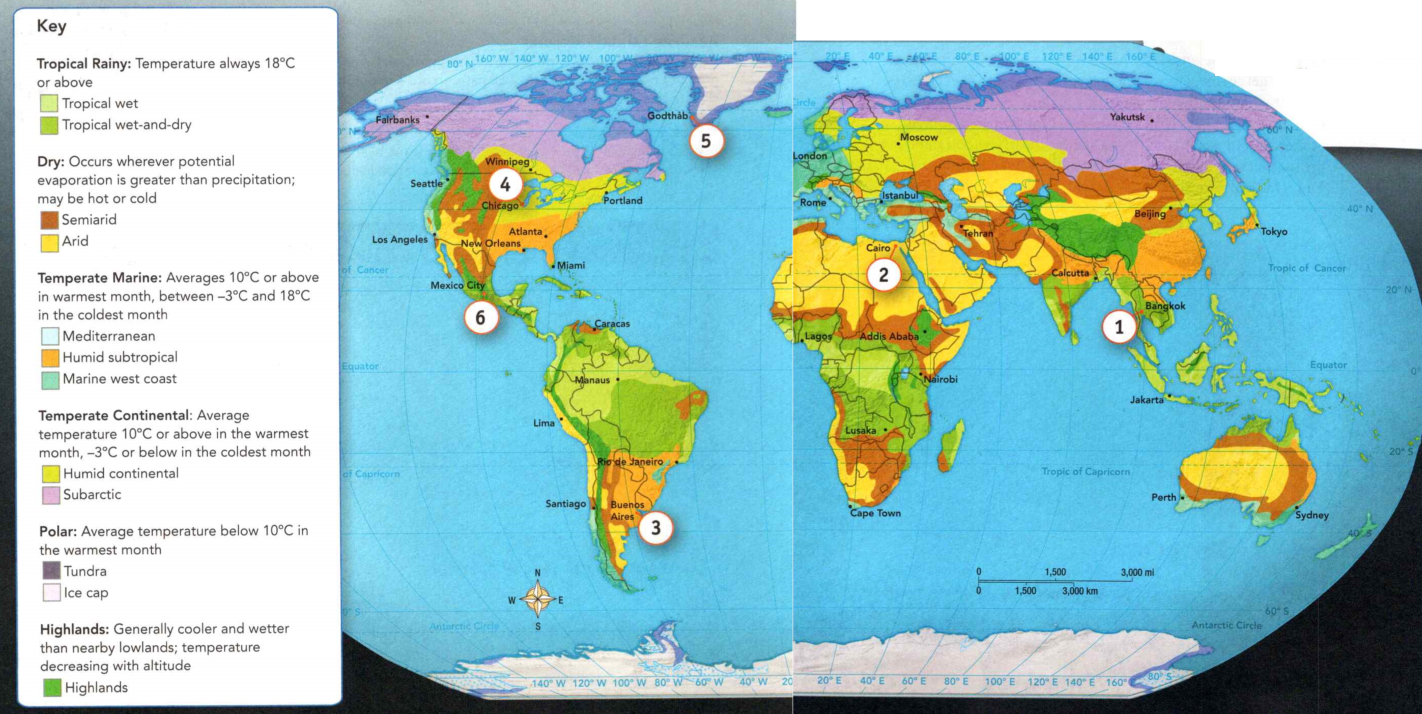 Key
Tropical Rainy: Temperature always 18°C
or above
Tropical wet
Tropical wet-and-dry
Dry: Occurs wherever potential
evaporation is greater than precipitation;
may be hot or cold
Semiarid
Arid
Temperate Marine: Averages 10°C or above
in warmest month, between –3°C and 18°C
in the coldest month
Mediterranean
Humid subtropical
Marine west coast
Temperate Continental: Average
temperature 10°C or above in the warmest
month, –3°C or below in the coldest month
Humid continental
Subarctic
Polar: Average temperature below 10°C in
the warmest month
Tundra
Ice cap
Highlands: Generally cooler and wetter
than nearby lowlands; temperature
decreasing with altitude
Highlands
80° N
160° W 140° W 120° W 100° W
20° E 40° E 60° E 80° E 100° E 120° E 140° E 160° E
Circle
Fairbanks
Godthåb
5
Yakutsk
60° N
Moscow
Winnipeg
London
4
Seattle
Chicago
Portland
Rome
Istanbul
Beijing
40° N
Los Angeles
Atlanta
New Orleans
Tehran
Tokyo
Cairo
Miami
of Cancer
2
Calcutta
Tropic of Cancer
Mexico City
20° N
6
Bangkok
1
Caracas
Lagos
Addis Ababa
Equator
Equator
0°
Manaus
Nairobi
Jakarta
Lima
Lusaka
Rio de Janeiro
of Capricorn
Tropic of Capricorn
20° S
Santiago
Buenos
Aires
3
Perth
Cape Town
Sydney
40° S
0 1,500 3,000 mi
0 1,500 3,000 km
N
W E
S
0° S
60° S
Antarctic Circle
Antarctic Circle
140° W 120° W 100° W 80° W 60° W 40° W 20
20° E 40° E 60° E 80° E 100° E 120° E 140° E 160°
80° S